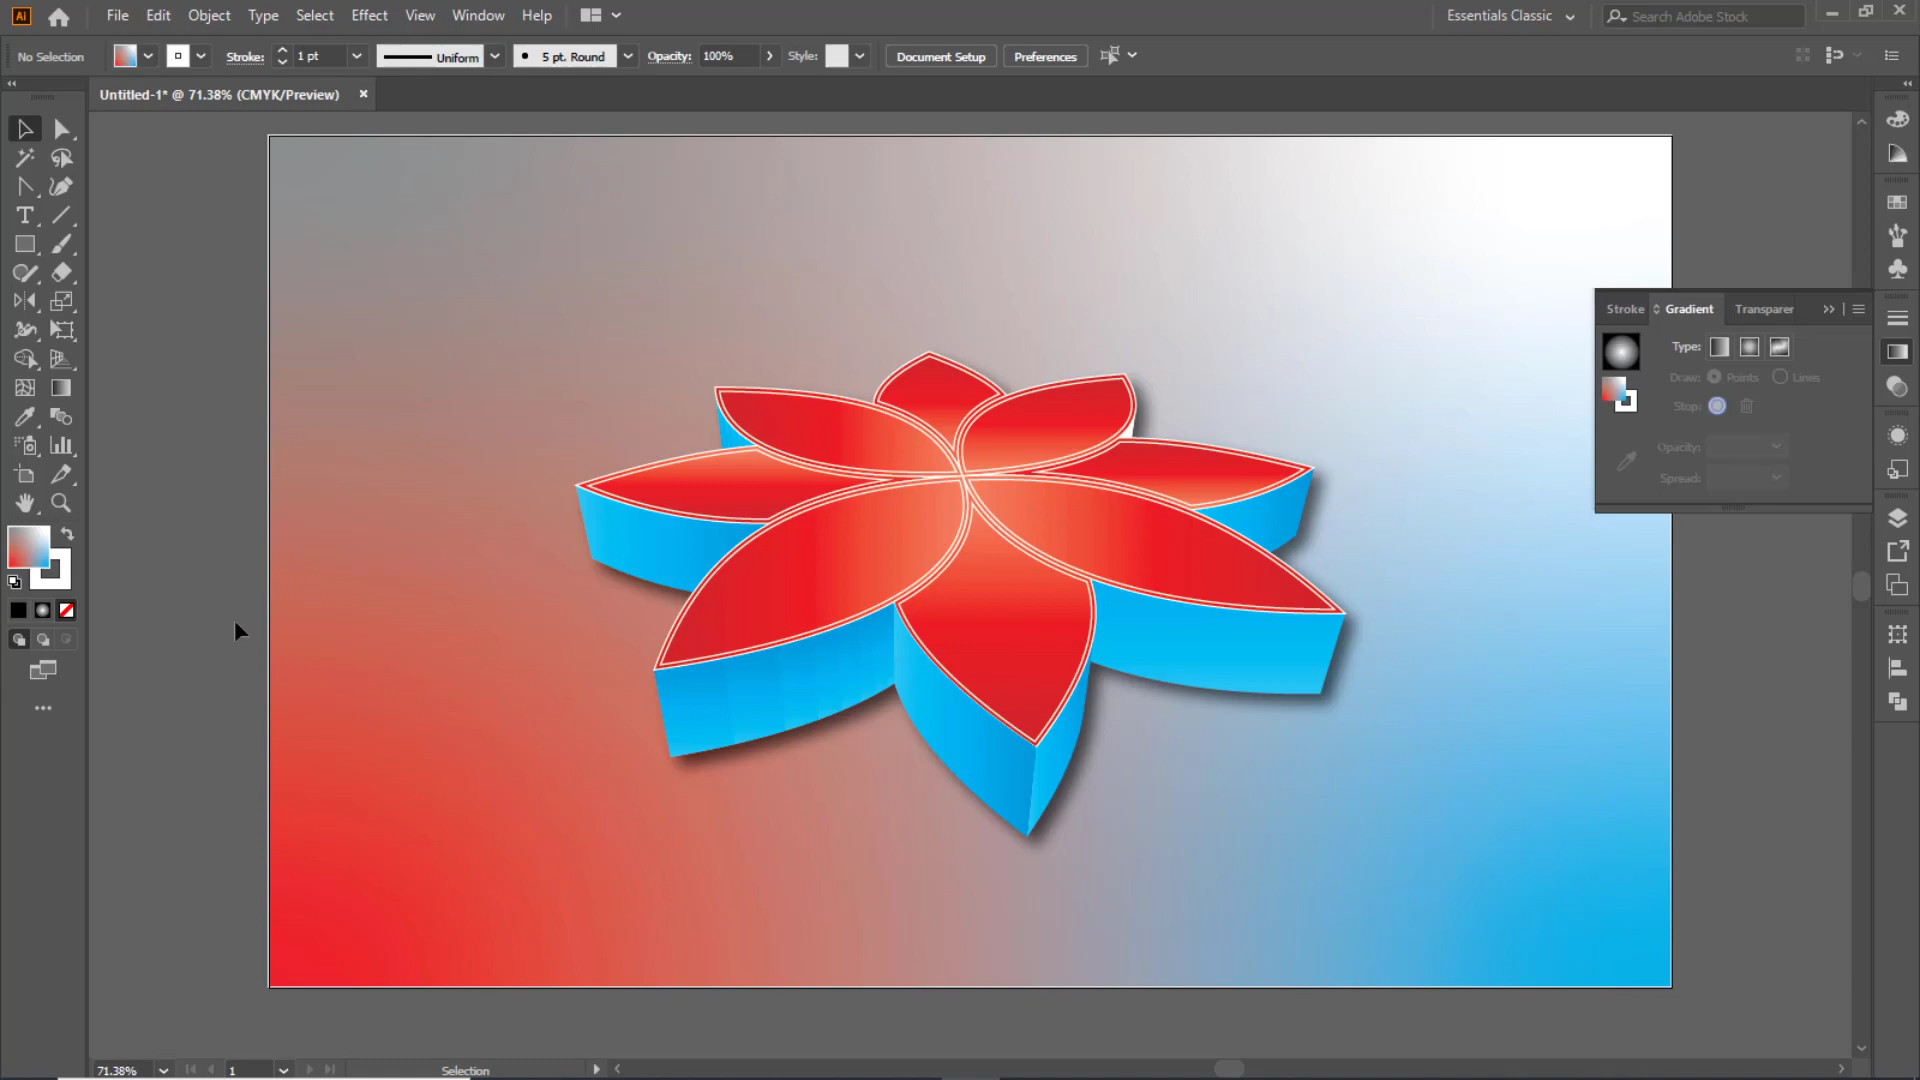 Ai File Edit Object Type Select Effect View Window Help Essentials Classic Search Adobe Stock
No Selection Stroke: 1 pt Uniform 5 pt. Round Opacity: 100% Style: Document Setup Preferences
Untitled-1* @ 71.38% (CMYK/Preview)
Stroke Gradient Transparer
Type:
Draw: Points Lines
Stop:
Opacity:
Spread:
71.38% 1 Selection